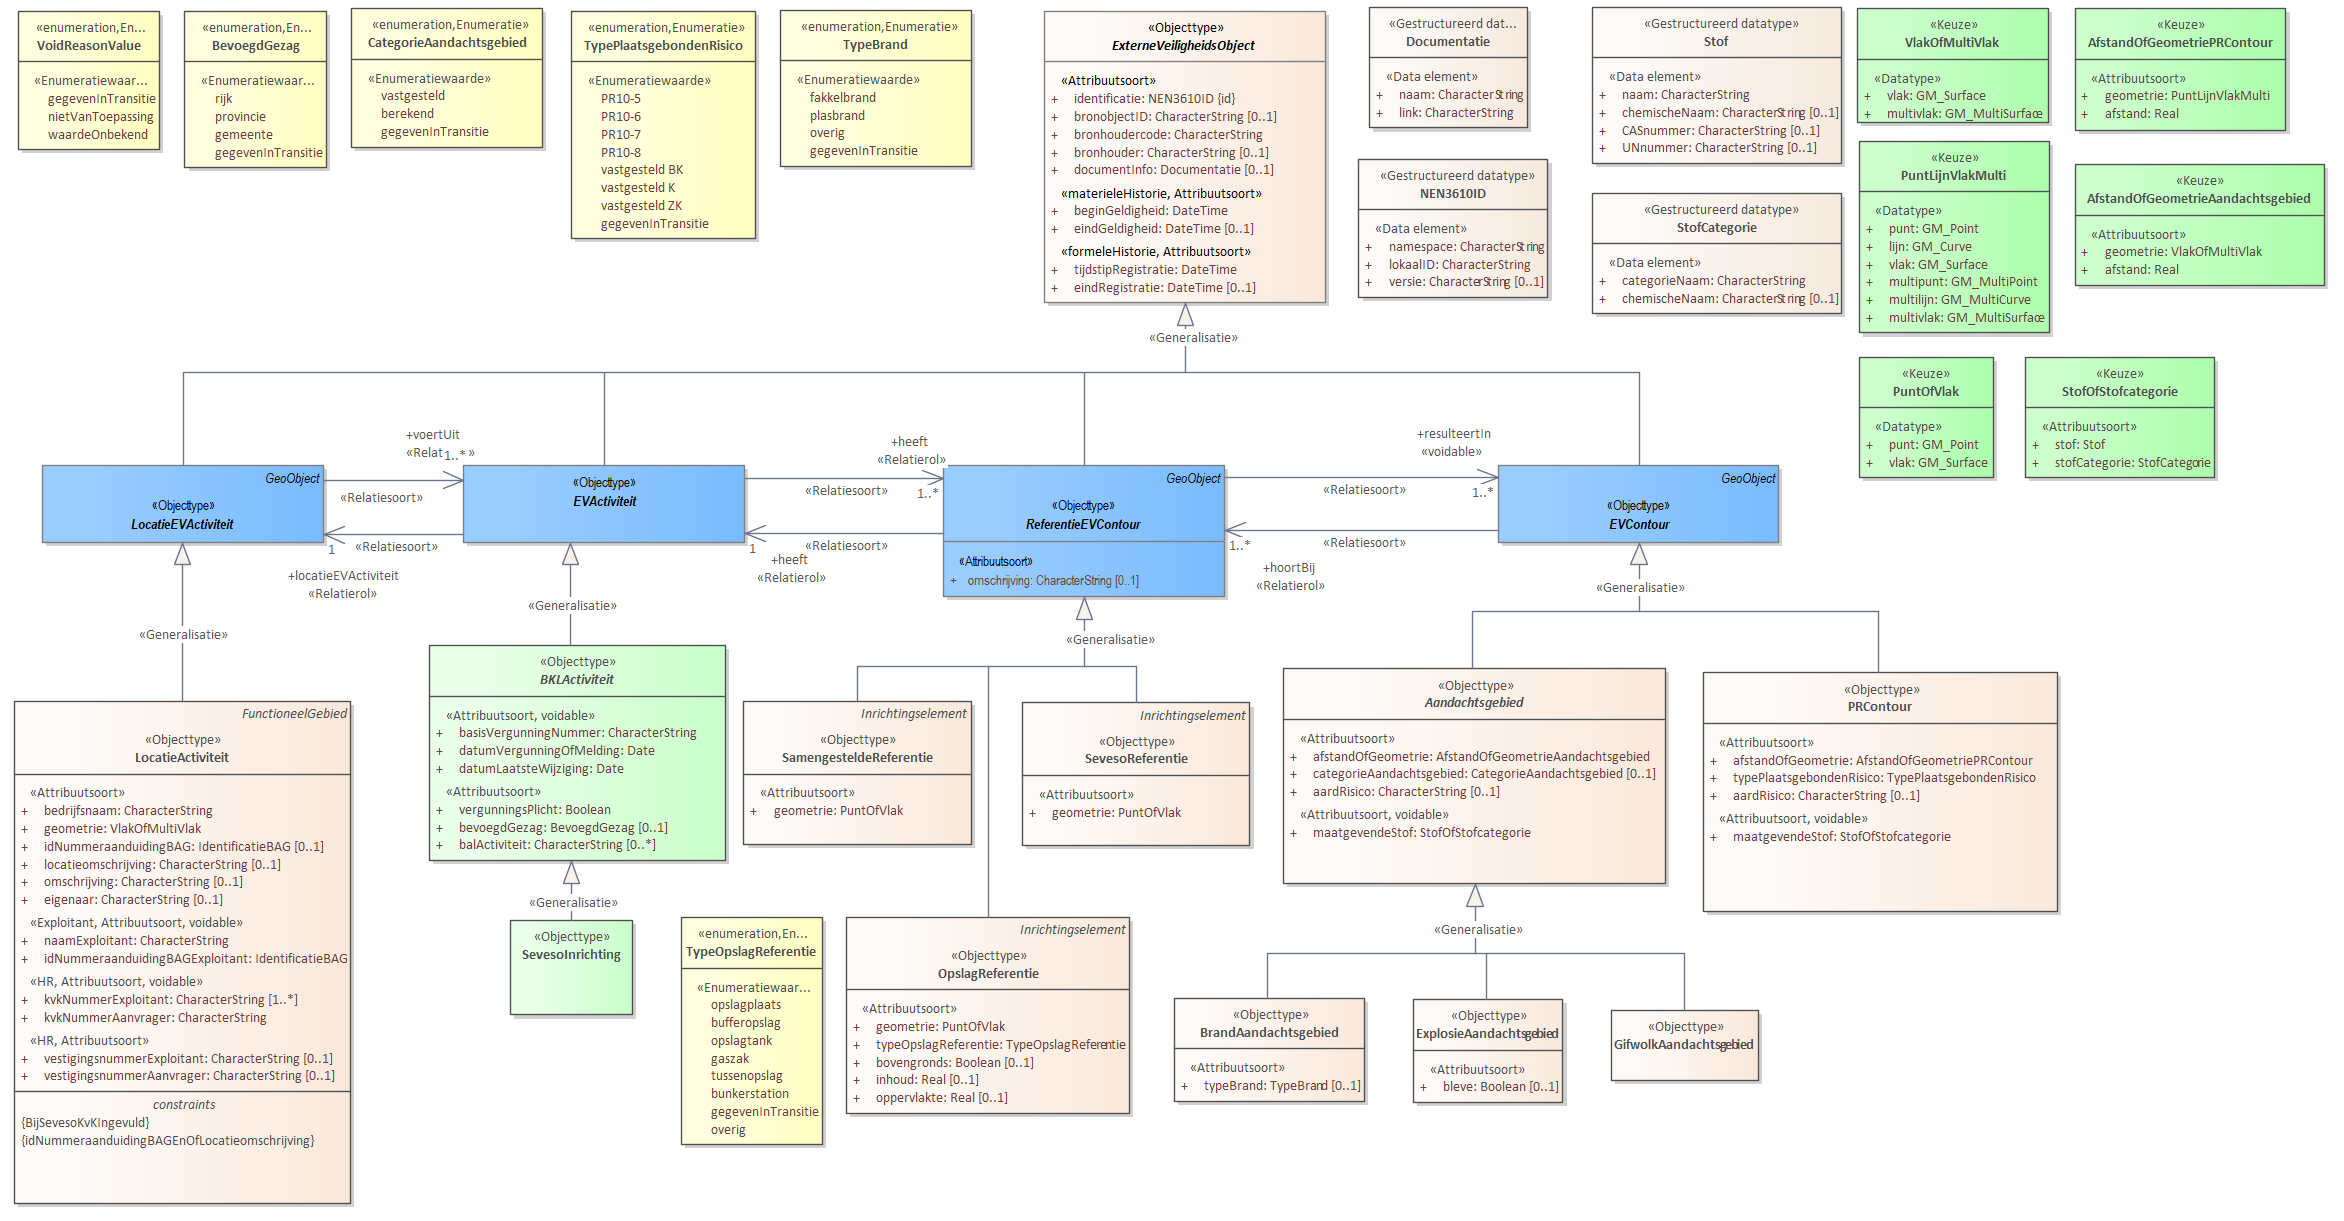 «enumeration,En...
VoidReasonValue
«Enumeratiewaar...
gegevenInTransitie
nietVanToepassing
waardeOnbekend
«enumeration,En...
BevoegdGezag
«Enumeratiewaar...
rijk
provincie
gemeente
gegevenInTransitie
«enumeration,Enumeratie»
CategorieAandachtsgebied
«Enumeratiewaarde»
vastgesteld
berekend
gegevenInTransitie
«enumeration,Enumeratie»
TypePlaatsgebondenRisico
«Enumeratiewaarde»
PR10-5
PR10-6
PR10-7
PR10-8
vastgesteld BK
vastgesteld K
vastgesteld ZK
gegevenInTransitie
«enumeration,Enumeratie»
TypeBrand
«Enumeratiewaarde»
fakkelbrand
plasbrand
overig
gegevenInTransitie
«Objecttype»
ExterneVeiligheidsObject
«Attribuutsoort»
+ identificatie: NEN3610ID {id}
+ bronobjectID: CharacterString [0..1]
+ bronhoudercode: CharacterString
+ bronhouder: CharacterString [0..1]
+ documentInfo: Documentatie [0..1]
«materieleHistorie, Attribuutsoort»
+ beginGeldigheid: DateTime
+ eindGeldigheid: DateTime [0..1]
«formeleHistorie, Attribuutsoort»
+ tijdstipRegistratie: DateTime
+ eindRegistratie: DateTime [0..1]
«Gestructureerd dat...
Documentatie
«Data element»
+ naam: CharacterString
+ link: CharacterString
«Gestructureerd datatype»
NEN3610ID
«Data element»
+ namespace: CharacterString
+ lokaalID: CharacterString
+ versie: CharacterString [0..1]
«Gestructureerd datatype»
Stof
«Data element»
+ naam: CharacterString
+ chemischeNaam: CharacterString [0..1]
+ CASnummer: CharacterString [0..1]
+ UNnummer: CharacterString [0..1]
«Gestructureerd datatype»
StofCategorie
«Data element»
+ categorieNaam: CharacterString
+ chemischeNaam: CharacterString [0..1]
«Keuze»
VlakOfMultiVlak
«Datatype»
+ vlak: GM_Surface
+ multivlak: GM_MultiSurface
«Keuze»
PuntLijnVlakMulti
«Datatype»
+ punt: GM_Point
+ lijn: GM_Curve
+ vlak: GM_Surface
+ multipunt: GM_MultiPoint
+ multilijn: GM_MultiCurve
+ multivlak: GM_MultiSurface
«Keuze»
AfstandOfGeometriePRContour
«Attribuutsoort»
+ geometrie: PuntLijnVlakMulti
+ afstand: Real
«Keuze»
AfstandOfGeometrieAandachtsgebied
«Attribuutsoort»
+ geometrie: VlakOfMultiVlak
+ afstand: Real
«Keuze»
PuntOfVlak
«Datatype»
+ punt: GM_Point
+ vlak: GM_Surface
«Keuze»
StofOfStofcategorie
«Attribuutsoort»
+ stof: Stof
+ stofCategorie: StofCategorie
«Generalisatie»
GeoObject
«Objecttype»
LocatieEVActiviteit
+voertUit
«Relat 1..* »
«Relatiesoort»
«Relatiesoort»
1
+locatieEVActiviteit
«Relatierol»
«Objecttype»
EVActiviteit
+heeft
«Relatierol»
«Relatiesoort»
1..*
«Relatiesoort»
1
+heeft
«Relatierol»
GeoObject
«Objecttype»
ReferentieEVContour
«Attribuutsoort»
+ omschrijving: CharacterString [0..1]
+resulteertIn
«voidable»
«Relatiesoort»
1..*
«Relatiesoort»
1..*
+hoortBij
«Relatierol»
GeoObject
«Objecttype»
EVContour
«Generalisatie»
«Generalisatie»
«Generalisatie»
«Generalisatie»
FunctioneelGebied
«Objecttype»
LocatieActiviteit
«Attribuutsoort»
+ bedrijfsnaam: CharacterString
+ geometrie: VlakOfMultiVlak
+ idNummeraanduidingBAG: IdentificatieBAG [0..1]
+ locatieomschrijving: CharacterString [0..1]
+ omschrijving: CharacterString [0..1]
+ eigenaar: CharacterString [0..1]
«Exploitant, Attribuutsoort, voidable»
+ naamExploitant: CharacterString
+ idNummeraanduidingBAGExploitant: IdentificatieBAG
«HR, Attribuutsoort, voidable»
+ kvkNummerExploitant: CharacterString [1..*]
+ kvkNummerAanvrager: CharacterString
«HR, Attribuutsoort»
+ vestigingsnummerExploitant: CharacterString [0..1]
+ vestigingsnummerAanvrager: CharacterString [0..1]
constraints
{BijSevesoKvKIngevuld}
{idNummeraanduidingBAGEnOfLocatieomschrijving}
«Objecttype»
BKLActiviteit
«Attribuutsoort, voidable»
+ basisVergunningNummer: CharacterString
+ datumVergunningOfMelding: Date
+ datumLaatsteWijziging: Date
«Attribuutsoort»
+ vergunningsPlicht: Boolean
+ bevoegdGezag: BevoegdGezag [0..1]
+ balActiviteit: CharacterString [0..*]
«Generalisatie»
«Objecttype»
SevesoInrichting
«enumeration,En...
TypeOpslagReferentie
«Enumeratiewaar...
opslagplaats
bufferopslag
opslagtank
gaszak
tussenopslag
bunkerstation
gegevenInTransitie
overig
Inrichtingselement
«Objecttype»
SamengesteldeReferentie
«Attribuutsoort»
+ geometrie: PuntOfVlak
Inrichtingselement
«Objecttype»
SevesoReferentie
«Attribuutsoort»
+ geometrie: PuntOfVlak
Inrichtingselement
«Objecttype»
OpslagReferentie
«Attribuutsoort»
+ geometrie: PuntOfVlak
+ typeOpslagReferentie: TypeOpslagReferentie
+ bovengronds: Boolean [0..1]
+ inhoud: Real [0..1]
+ oppervlakte: Real [0..1]
«Objecttype»
Aandachtsgebied
«Attribuutsoort»
+ afstandOfGeometrie: AfstandOfGeometrieAandachtsgebied
+ categorieAandachtsgebied: CategorieAandachtsgebied [0..1]
+ aardRisico: CharacterString [0..1]
«Attribuutsoort, voidable»
+ maatgevendeStof: StofOfStofcategorie
«Objecttype»
PRContour
«Attribuutsoort»
+ afstandOfGeometrie: AfstandOfGeometriePRContour
+ typePlaatsgebondenRisico: TypePlaatsgebondenRisico
+ aardRisico: CharacterString [0..1]
«Attribuutsoort, voidable»
+ maatgevendeStof: StofOfStofcategorie
«Generalisatie»
«Objecttype»
BrandAandachtsgebied
«Attribuutsoort»
+ typeBrand: TypeBrand [0..1]
«Objecttype»
ExplosieAandachtsgebied
«Attribuutsoort»
+ bleve: Boolean [0..1]
«Objecttype»
GifwolkAandachtsgebied